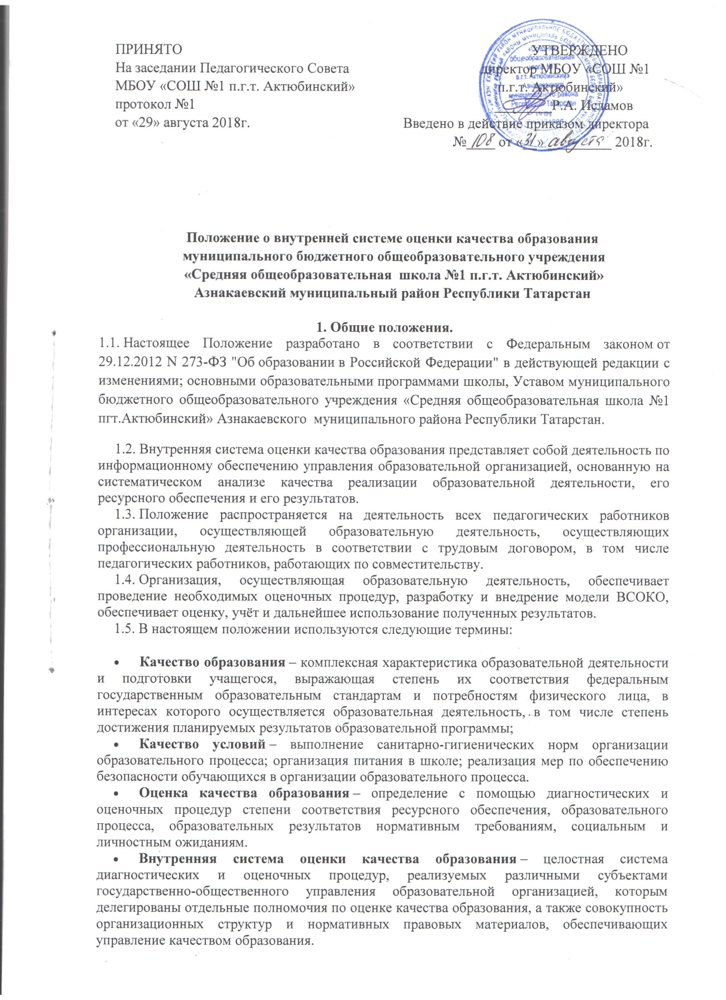 ПРИНЯТО
На заседании Педагогического Совета
МБОУ «СОШ №1 п.г.т. Актюбинский»
протокол №1
от «29» августа 2018г.
УТВЕРЖДЕНО
директор МБОУ «СОШ №1
п.г.т. Актюбинский»
Р.А. Исламов
Введено в действие приказом директора
№ 108 от «31» августа 2018г.
«Средняя
общеобразовательная
школа №1
п.г.т. Актюбинский»
Азнакаевского
муниципального района
Республики Татарстан
Положение о внутренней системе оценки качества образования
муниципального бюджетного общеобразовательного учреждения
«Средняя общеобразовательная школа №1 п.г.т. Актюбинский»
Азнакаевский муниципальный район Республики Татарстан
1. Общие положения.
1.1. Настоящее Положение разработано в соответствии с Федеральным законом от
29.12.2012 N 273-ФЗ "Об образовании в Российской Федерации" в действующей редакции с
изменениями; основными образовательными программами школы, Уставом муниципального
бюджетного общеобразовательного учреждения «Средняя общеобразовательная школа №1
пгт.Актюбинский» Азнакаевского муниципального района Республики Татарстан.
1.2. Внутренняя система оценки качества образования представляет собой деятельность по
информационному обеспечению управления образовательной организацией, основанную на
систематическом анализе качества реализации образовательной деятельности, его
ресурсного обеспечения и его результатов.
1.3. Положение распространяется на деятельность всех педагогических работников
организации, осуществляющей образовательную деятельность, осуществляющих
профессиональную деятельность в соответствии с трудовым договором, в том числе
педагогических работников, работающих по совместительству.
1.4. Организация, осуществляющая образовательную деятельность, обеспечивает
проведение необходимых оценочных процедур, разработку и внедрение модели ВСОКО,
обеспечивает оценку, учёт и дальнейшее использование полученных результатов.
1.5. В настоящем положении используются следующие термины:
• Качество образования – комплексная характеристика образовательной деятельности
и подготовки учащегося, выражающая степень их соответствия федеральным
государственным образовательным стандартам и потребностям физического лица, в
интересах которого осуществляется образовательная деятельность, в том числе степень
достижения планируемых результатов образовательной программы;
• Качество условий – выполнение санитарно-гигиенических норм организации
образовательного процесса; организация питания в школе; реализация мер по обеспечению
безопасности обучающихся в организации образовательного процесса.
• Оценка качества образования – определение с помощью диагностических и
оценочных процедур степени соответствия ресурсного обеспечения, образовательного
процесса, образовательных результатов нормативным требованиям, социальным и
личностным ожиданиям.
• Внутренняя система оценки качества образования – целостная система
диагностических и оценочных процедур, реализуемых различными субъектами
государственно-общественного управления образовательной организацией, которым
делегированы отдельные полномочия по оценке качества образования, а также совокупность
организационных структур и нормативных правовых материалов, обеспечивающих
управление качеством образования.